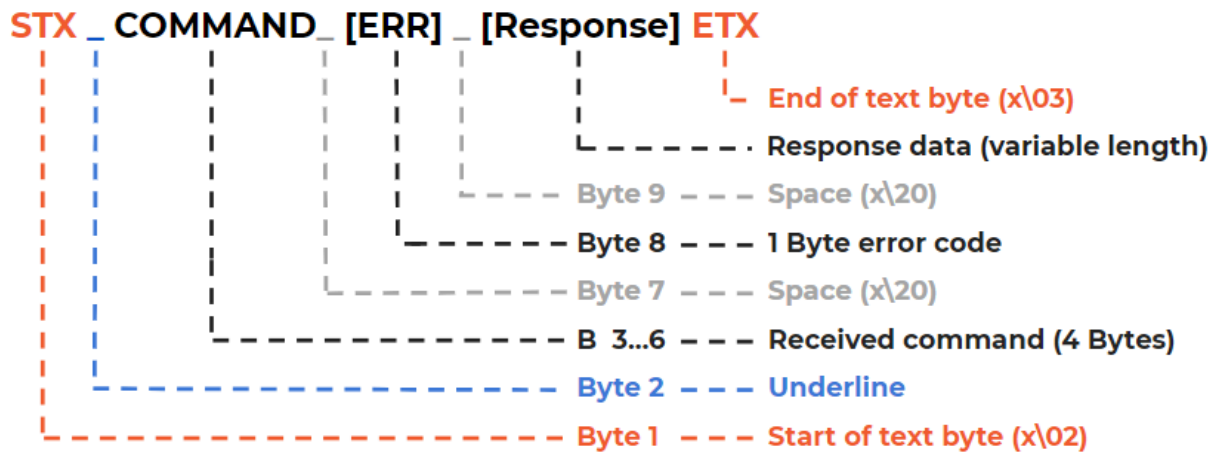 STX _ COMMAND_ [ERR] _ [Response] ETX
End of text byte (x\03)
Response data (variable length)
Byte 9 Space (x\20)
Byte 8 1 Byte error code
Byte 7 Space (x\20)
B 3...6 Received command (4 Bytes)
Byte 2 Underline
Byte 1 Start of text byte (x\02)